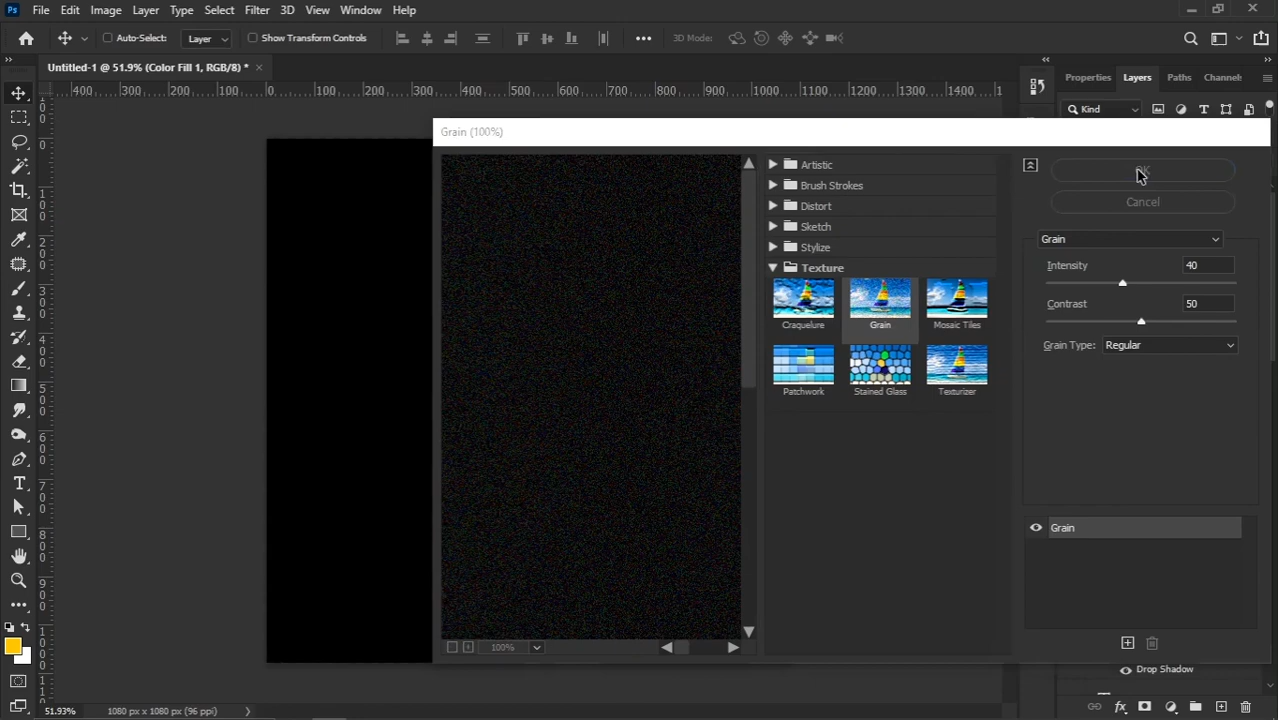 Ps File Edit Image Layer Type Select Filter 3D View Window Help
Auto-Select: Layer Show Transform Controls 3D Mode:
Untitled-1 @ 51.9% (Color Fill 1, RGB/8) *
Properties Layers Paths Channel:
400 300 200 100 0 100 200 300 400 500 600 700 800 900 1000 1100 1200 1300 1400
Kind
Grain (100%)
Artistic
Brush Strokes
Distort
Sketch
Stylize
Texture
Craquelure Grain Mosaic Tiles
Patchwork Stained Glass Texturizer
OK
Cancel
Grain
Intensity 40
Contrast 50
Grain Type: Regular
Grain
100%
Drop Shadow
51.93% 1080 px x 1080 px (96 ppi)